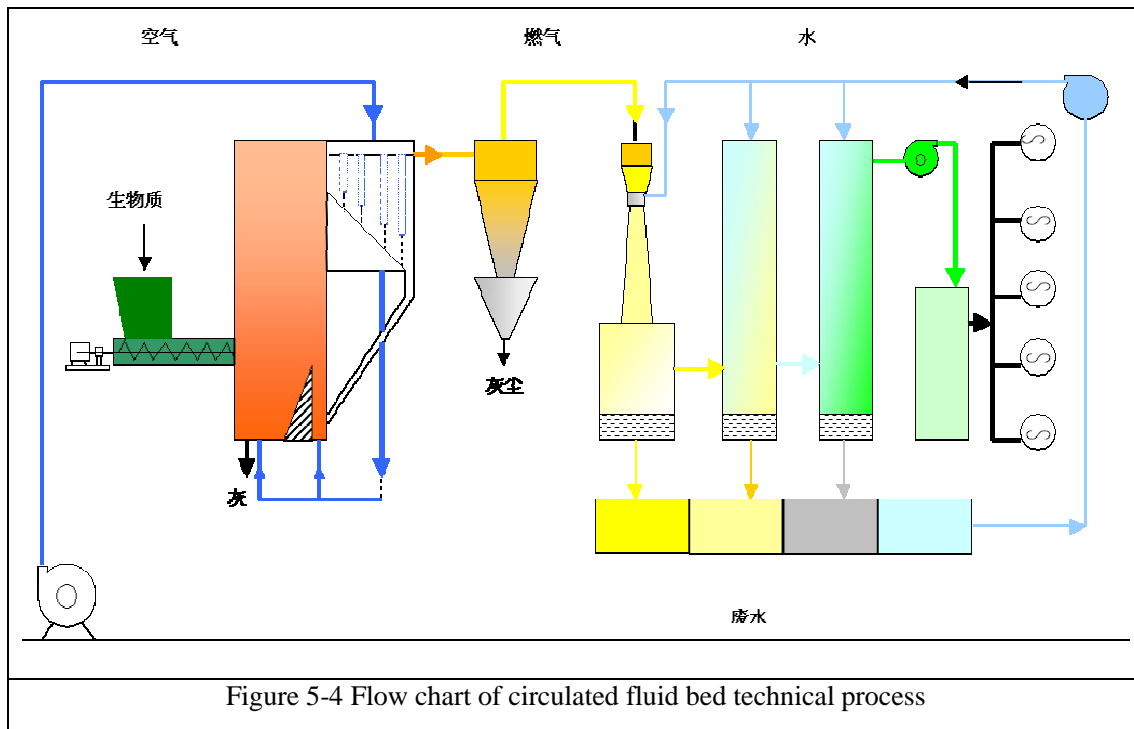 空气
燃气
水
生物质
灰尘
灰
废水
S
S
S
S
S
Figure 5-4 Flow chart of circulated fluid bed technical process